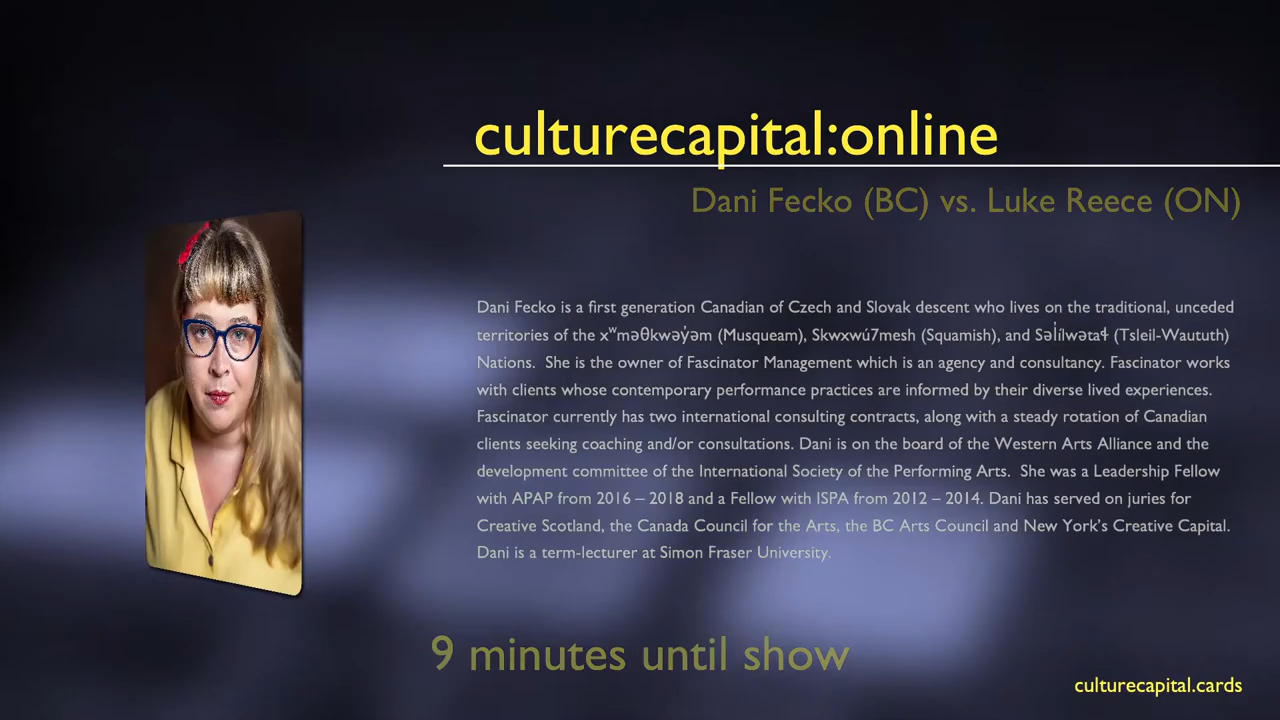 culturecapital:online
Dani Fecko (BC) vs. Luke Reece (ON)
Dani Fecko is a first generation Canadian of Czech and Slovak descent who lives on the traditional, unceded
territories of the xʷməθkwəy̓əm (Musqueam), Skwxwú7mesh (Squamish), and Səl̓ílwətaɬ (Tsleil-Waututh)
Nations.  She is the owner of Fascinator Management which is an agency and consultancy. Fascinator works
with clients whose contemporary performance practices are informed by their diverse lived experiences.
Fascinator currently has two international consulting contracts, along with a steady rotation of Canadian
clients seeking coaching and/or consultations. Dani is on the board of the Western Arts Alliance and the
development committee of the International Society of the Performing Arts.  She was a Leadership Fellow
with APAP from 2016 – 2018 and a Fellow with ISPA from 2012 – 2014. Dani has served on juries for
Creative Scotland, the Canada Council for the Arts, the BC Arts Council and New York's Creative Capital.
Dani is a term-lecturer at Simon Fraser University.
9 minutes until show
culturecapital.cards